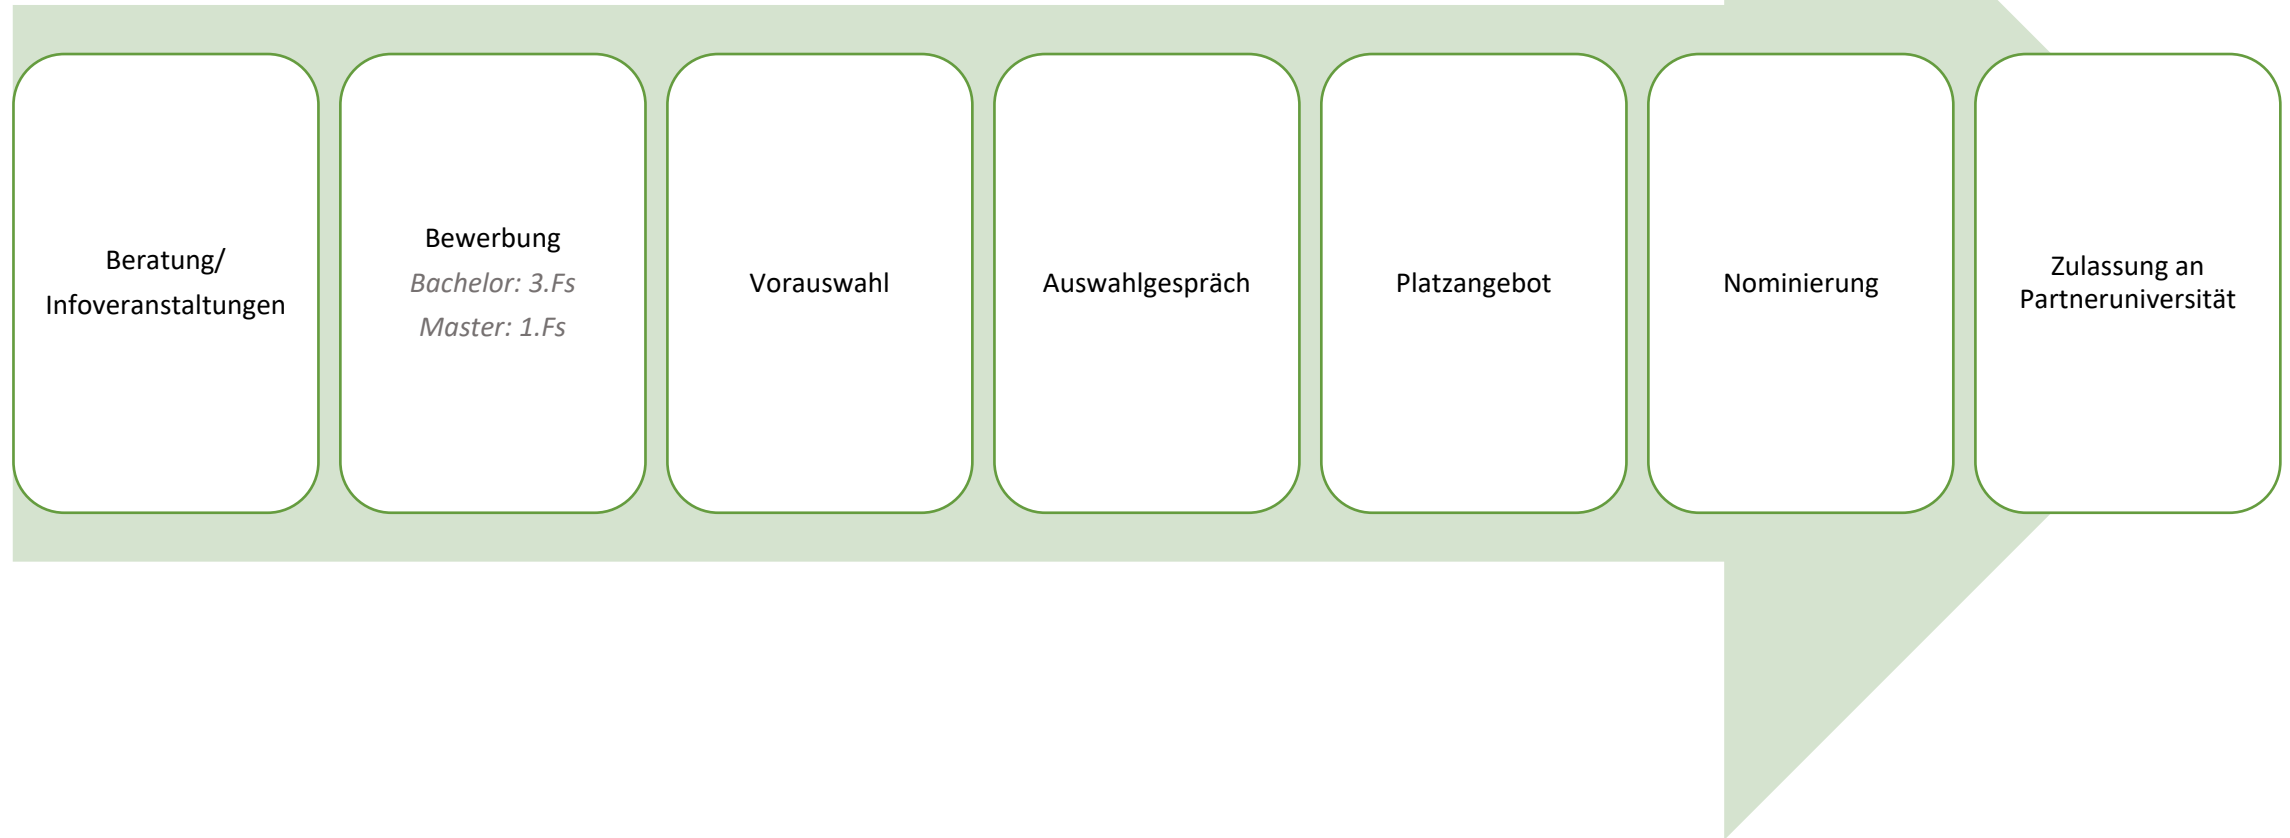 Beratung/
Infoveranstaltungen
Bewerbung
Bachelor: 3.Fs
Master: 1.Fs
Vorauswahl
Auswahlgespräch
Platzangebot
Nominierung
Zulassung an
Partneruniversität